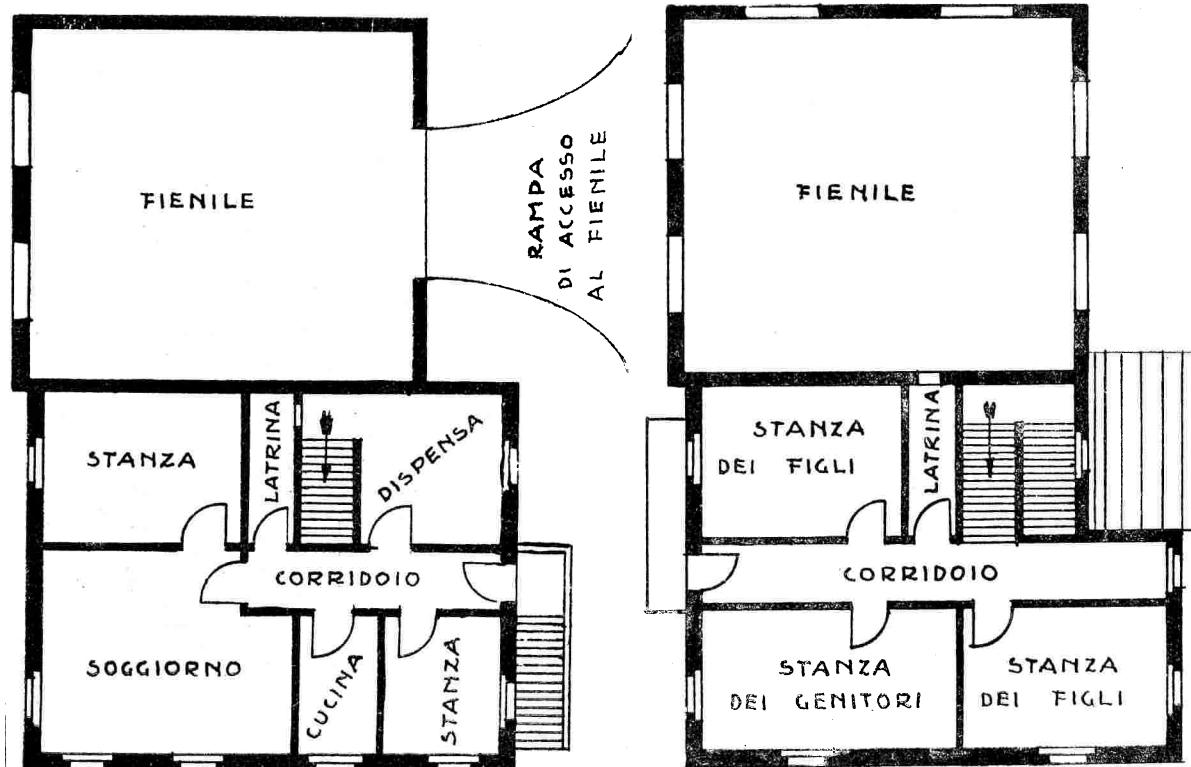 FIENILE
RAMPA
DI ACCESSO
AL FIENILE
STANZA
LATRINA
DISPENSA
CORRIDOIO
SOGGIORNO
CUCINA
STANZA
FIENILE
STANZA
DEI FIGLI
LATRINA
CORRIDOIO
STANZA
DEI GENITORI
STANZA
DEI FIGLI